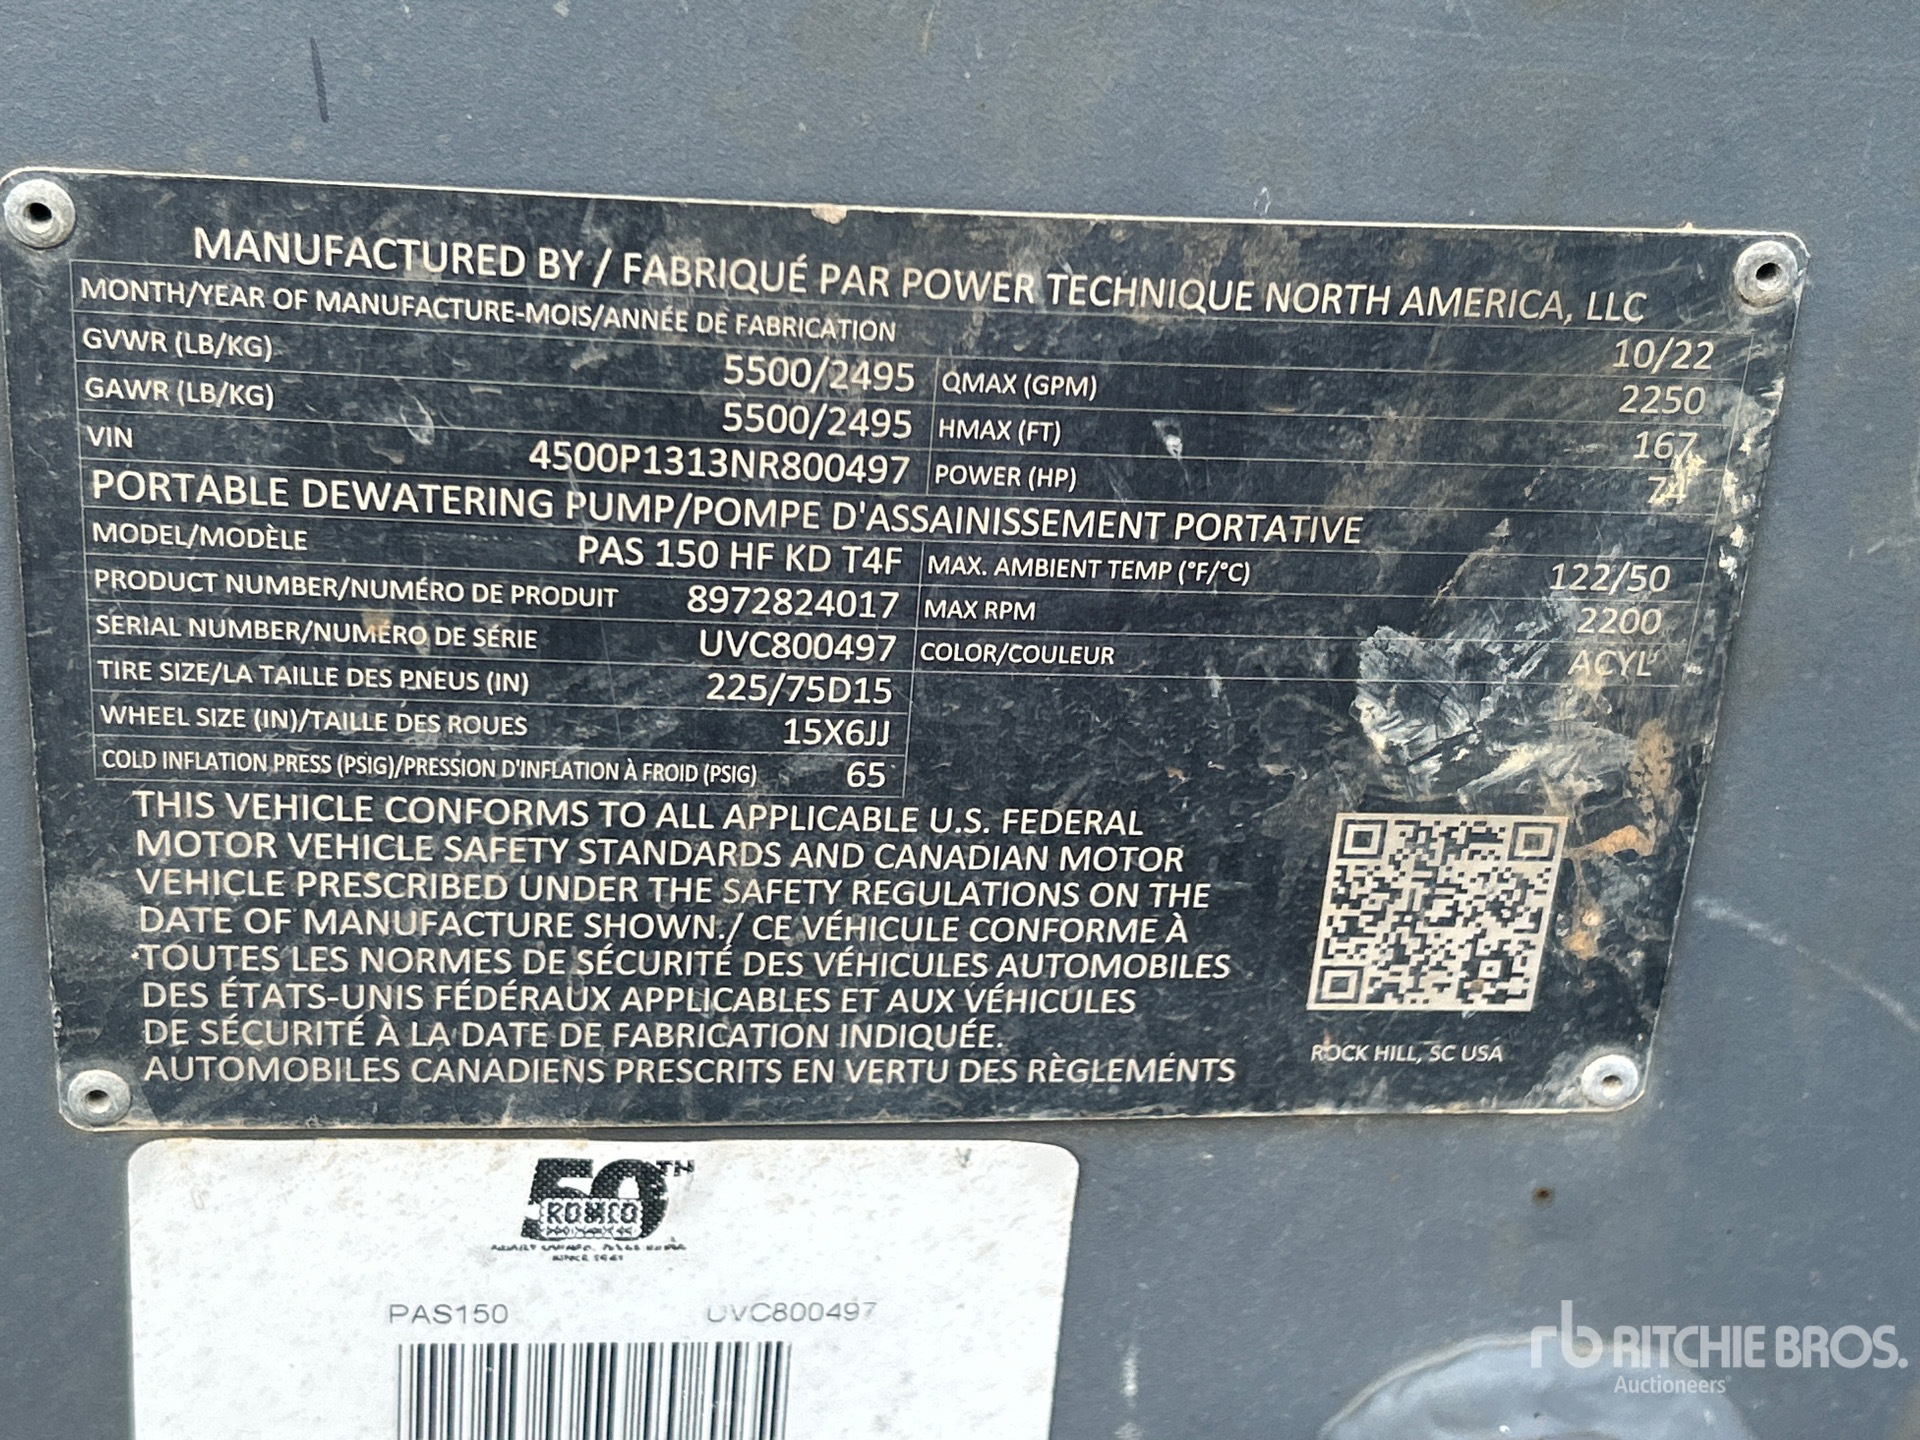 MANUFACTURED BY / FABRIQUÉ PAR POWER TECHNIQUE NORTH AMERICA, LLC
MONTH/YEAR OF MANUFACTURE-MOIS/ANNÉE DE FABRICATION 10/22
GVWR (LB/KG) 5500/2495 QMAX (GPM) 2250
GAWR (LB/KG) 5500/2495 HMAX (FT) 167
VIN 4500P1313NR800497 POWER (HP) 74
PORTABLE DEWATERING PUMP/POMPE D'ASSAINISSEMENT PORTATIVE
MODEL/MODÈLE PAS 150 HF KD T4F MAX. AMBIENT TEMP (°F/°C) 122/50
PRODUCT NUMBER/NUMÉRO DE PRODUIT 8972824017 MAX RPM 2200
SERIAL NUMBER/NUMÉRO DE SÉRIE UVC800497 COLOR/COULEUR ACYL
TIRE SIZE/LA TAILLE DES PNEUS (IN) 225/75D15
WHEEL SIZE (IN)/TAILLE DES ROUES 15X6JJ
COLD INFLATION PRESS (PSIG)/PRESSION D'INFLATION À FROID (PSIG) 65
THIS VEHICLE CONFORMS TO ALL APPLICABLE U.S. FEDERAL
MOTOR VEHICLE SAFETY STANDARDS AND CANADIAN MOTOR
VEHICLE PRESCRIBED UNDER THE SAFETY REGULATIONS ON THE
DATE OF MANUFACTURE SHOWN./ CE VÉHICULE CONFORME À
TOUTES LES NORMES DE SÉCURITÉ DES VÉHICULES AUTOMOBILES
DES ÉTATS-UNIS FÉDÉRAUX APPLICABLES ET AUX VÉHICULES
DE SÉCURITÉ À LA DATE DE FABRICATION INDIQUÉE.
AUTOMOBILES CANADIENS PRESCRITS EN VERTU DES RÈGLEMÉNTS
ROCK HILL, SC USA
50TH
SINCE
PAS150 UVC800497
rb RITCHIE BROS.
Auctioneers